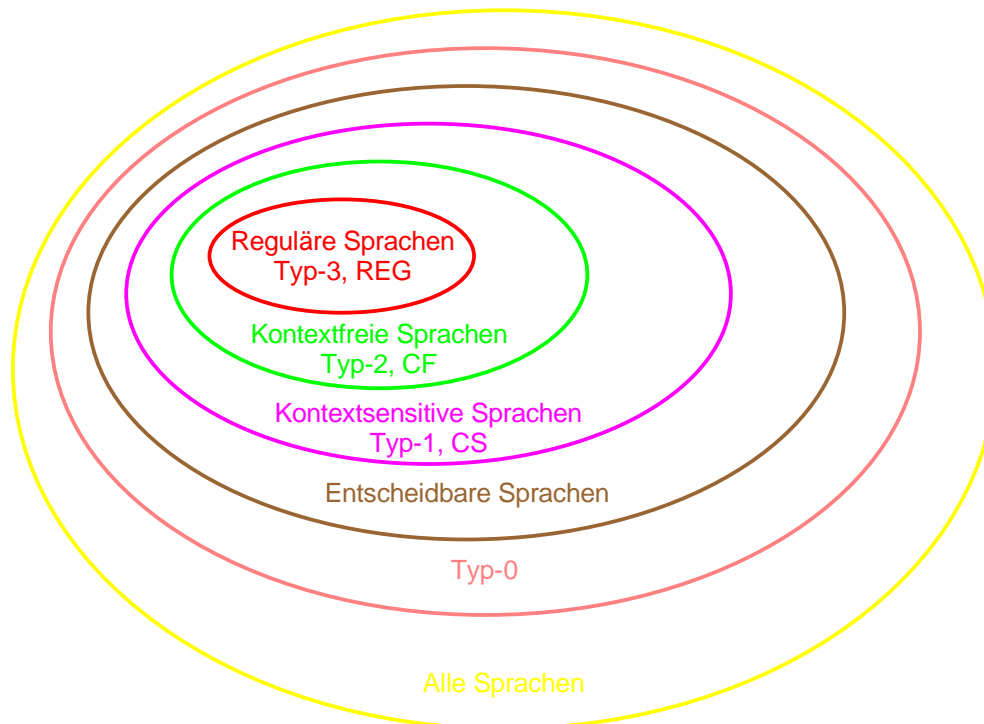 Reguläre Sprachen
Typ-3, REG
Kontextfreie Sprachen
Typ-2, CF
Kontextsensitive Sprachen
Typ-1, CS
Entscheidbare Sprachen
Typ-0
Alle Sprachen